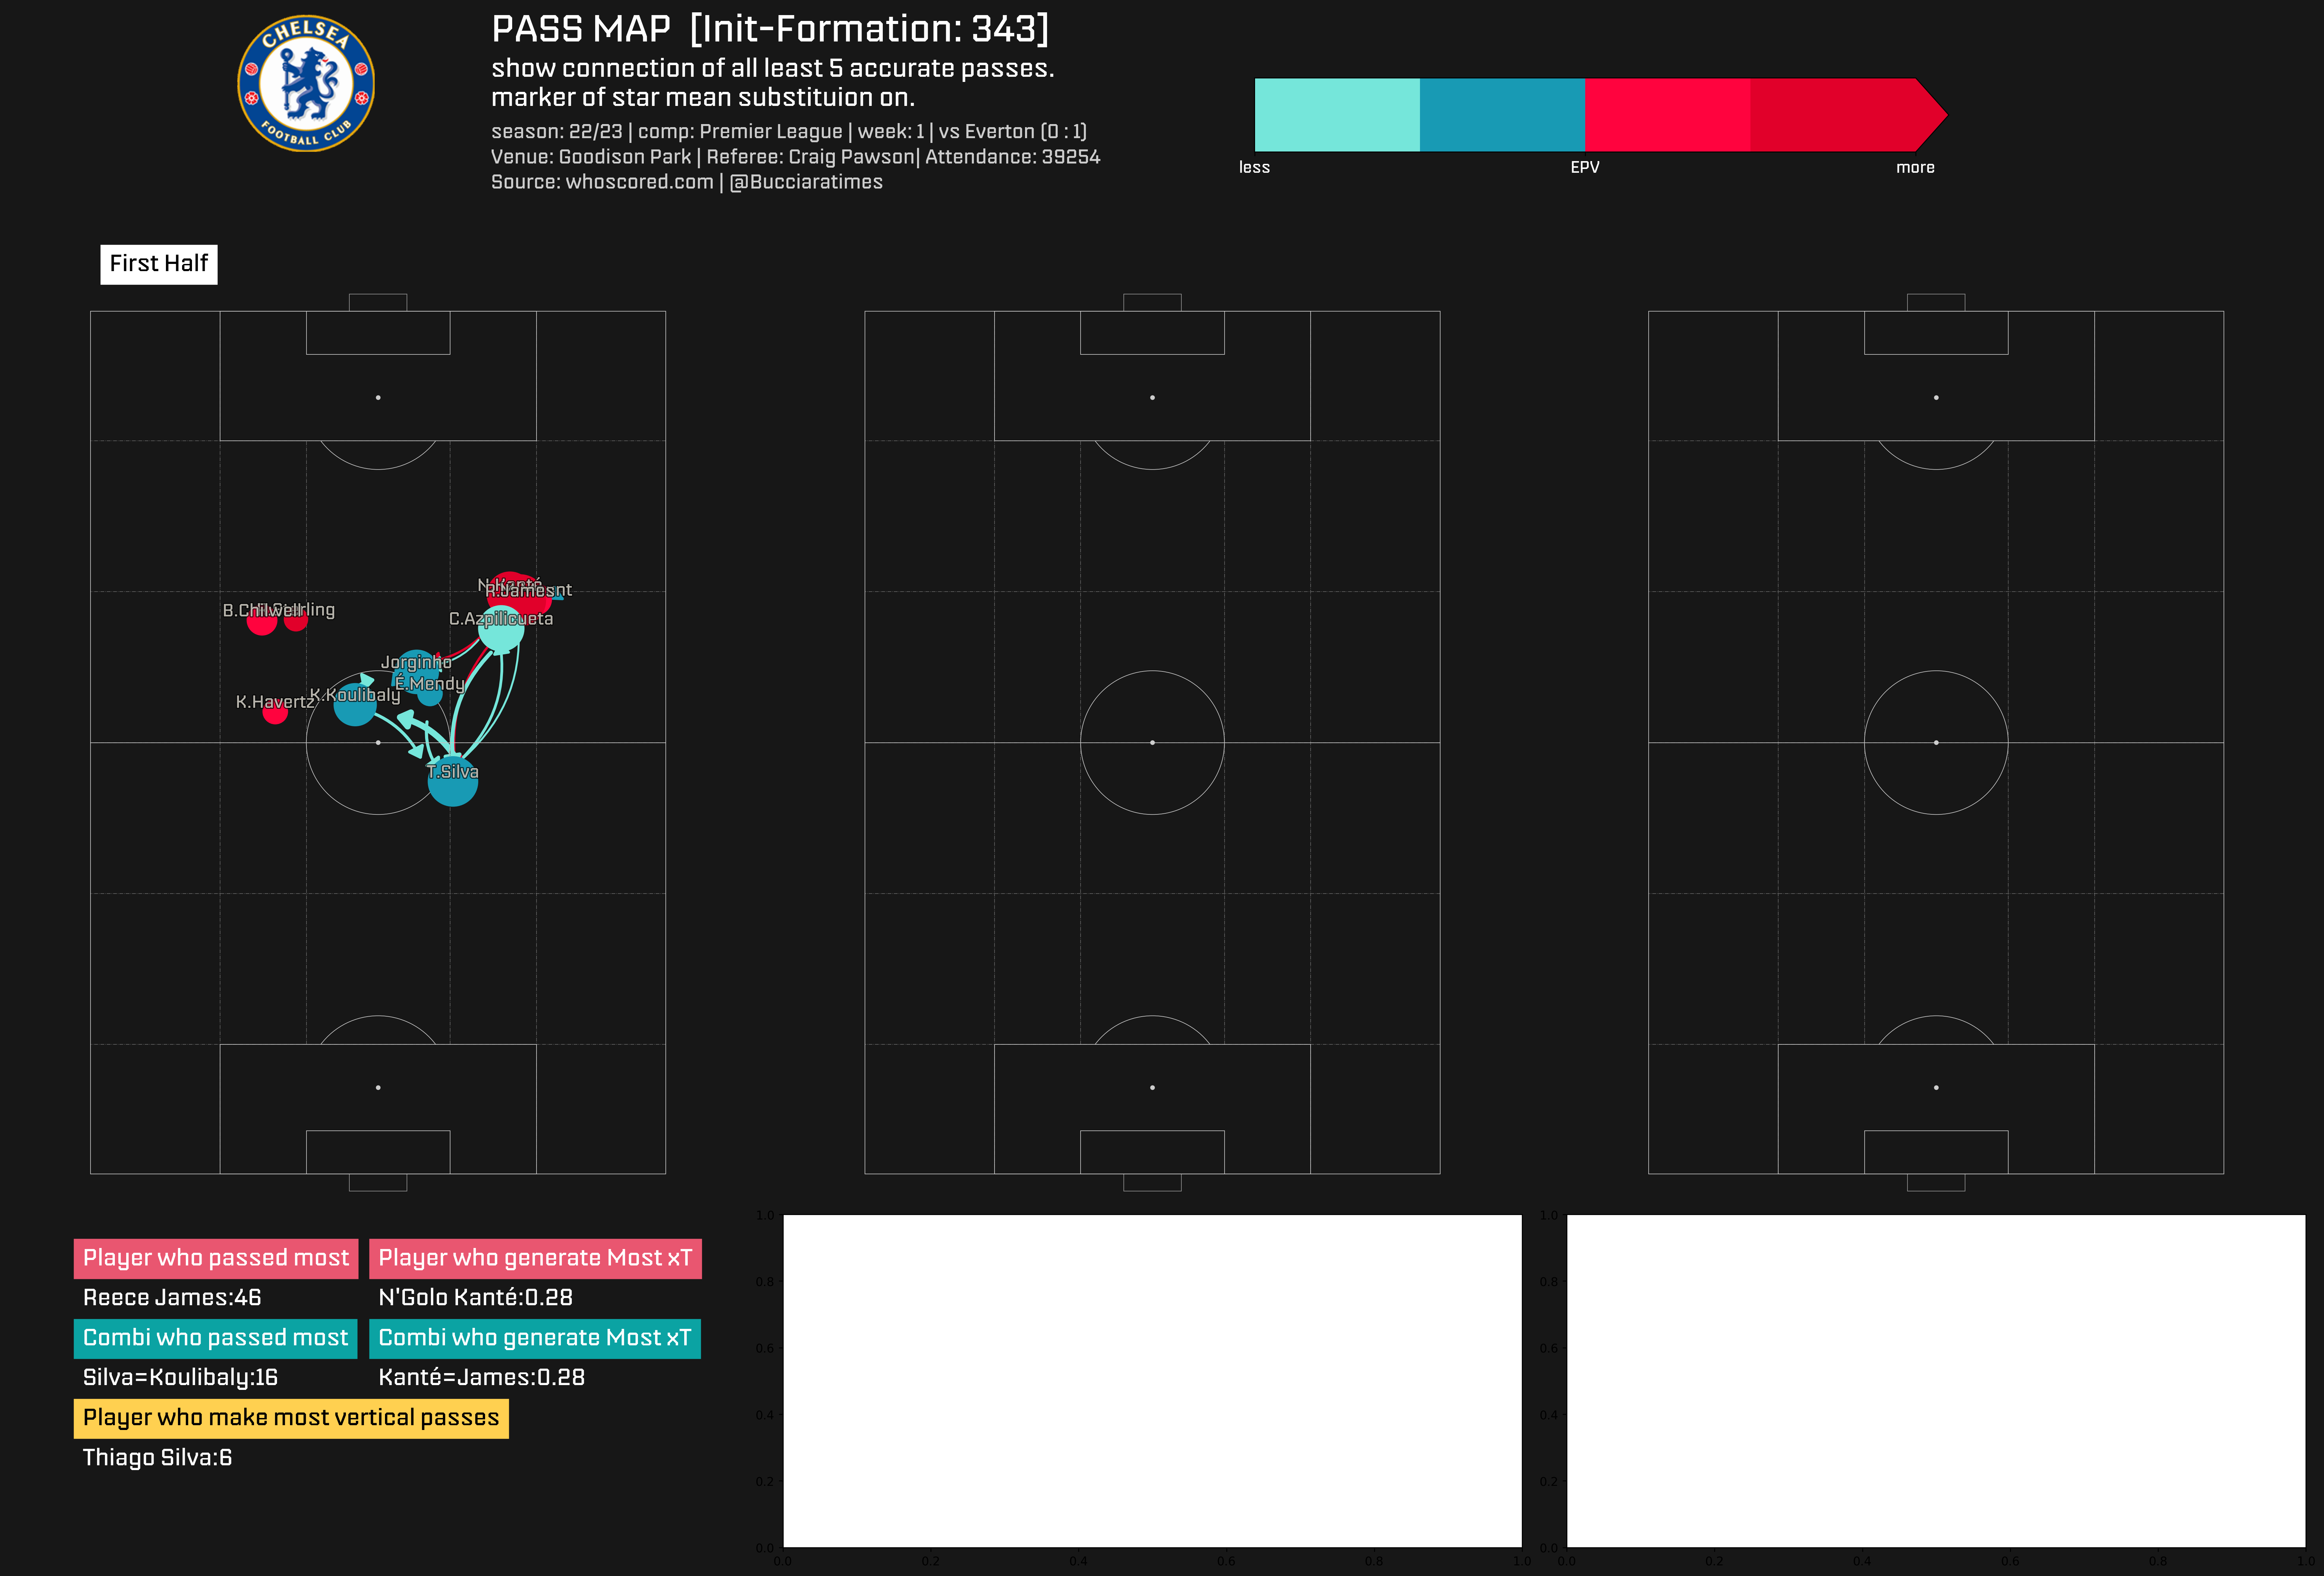 CHELSEA
FOOTBALL CLUB
PASS MAP [Init-Formation: 343]
show connection of all least 5 accurate passes.
marker of star mean substituion on.
season: 22/23 | comp: Premier League | week: 1 | vs Everton (0 : 1)
Venue: Goodison Park | Referee: Craig Pawson| Attendance: 39254
Source: whoscored.com | @Bucciaratimes
less EPV more
First Half
N.Kanté
R.James
B.Chilwell
C.Azpilicueta
Jorginho
É.Mendy
K.Koulibaly
K.Havertz
T.Silva
Player who passed most
Player who generate Most xT
Reece James:46
N'Golo Kanté:0.28
Combi who passed most
Combi who generate Most xT
Silva=Koulibaly:16
Kanté=James:0.28
Player who make most vertical passes
Thiago Silva:6
1.0
0.8
0.6
0.4
0.2
0.0
0.0 0.2 0.4 0.6 0.8 1.0
1.0
0.8
0.6
0.4
0.2
0.0
0.0 0.2 0.4 0.6 0.8 1.0